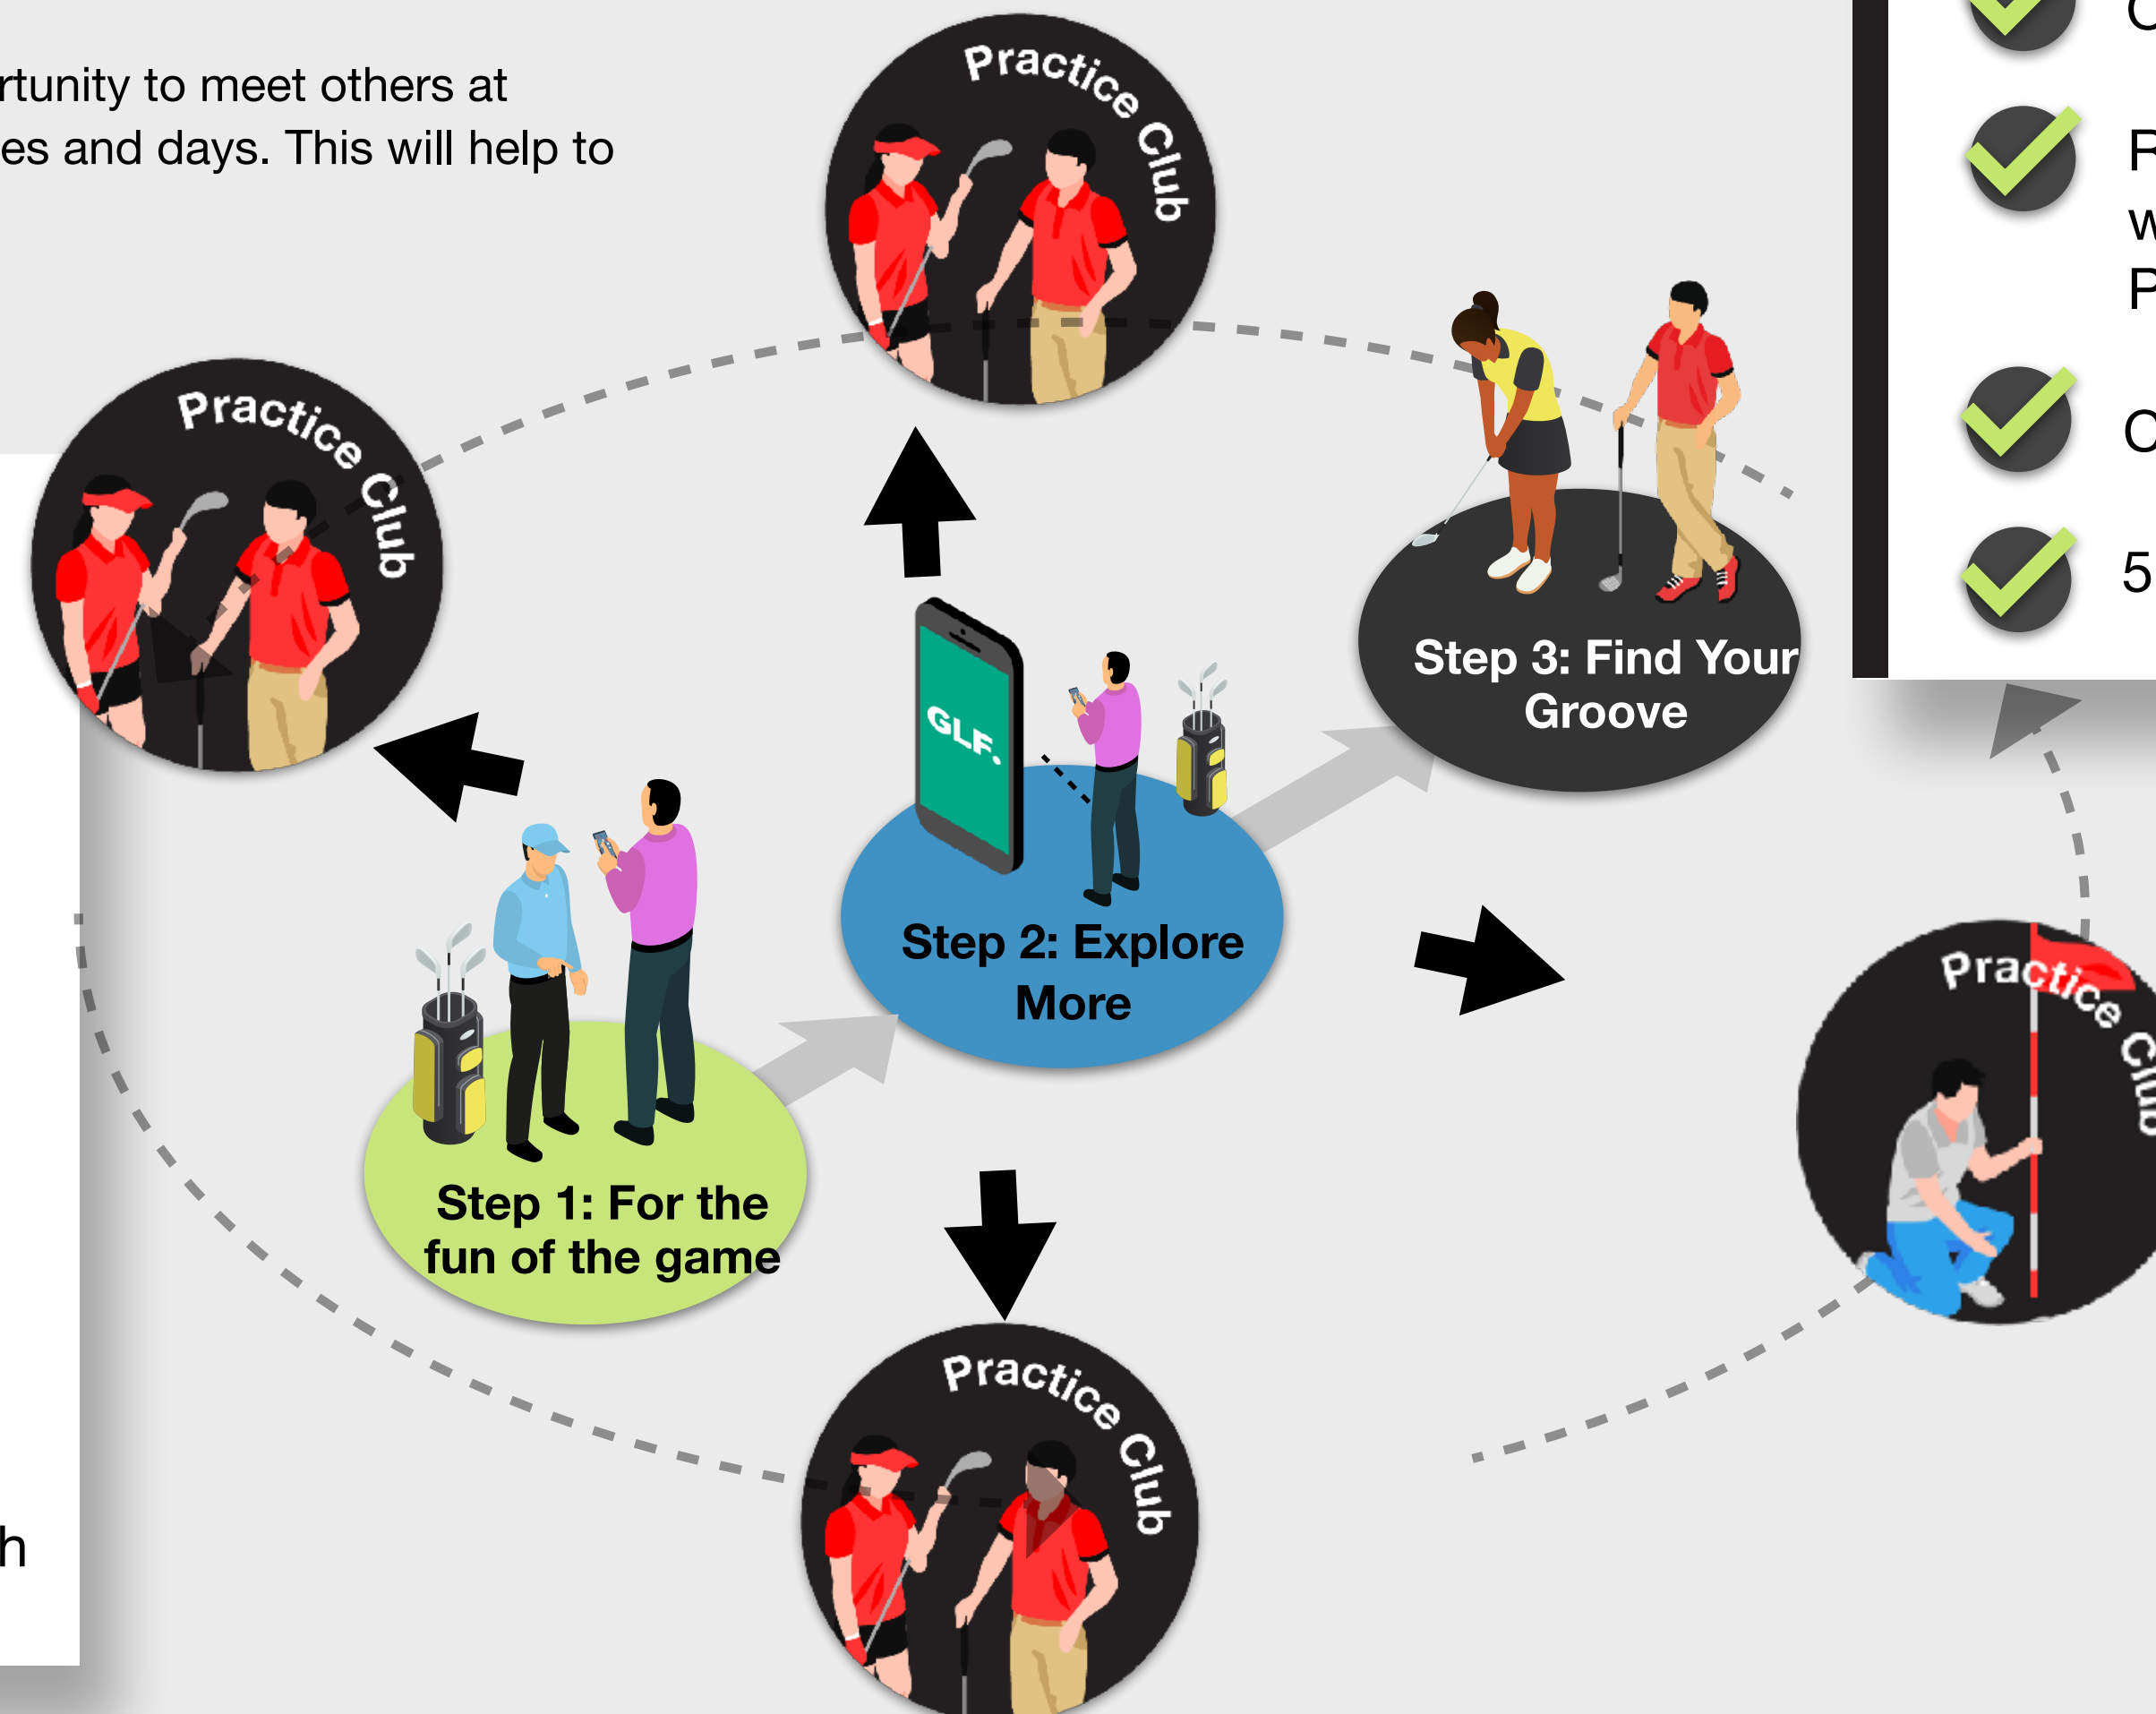 rtunity to meet others at
es and days. This will help to
Practice Club
Practice Club
Step 3: Find Your
Groove
GLF.
Step 2: Explore
More
Practice Club
Step 1: For the
fun of the game
Practice Club
h
R
w
P
5